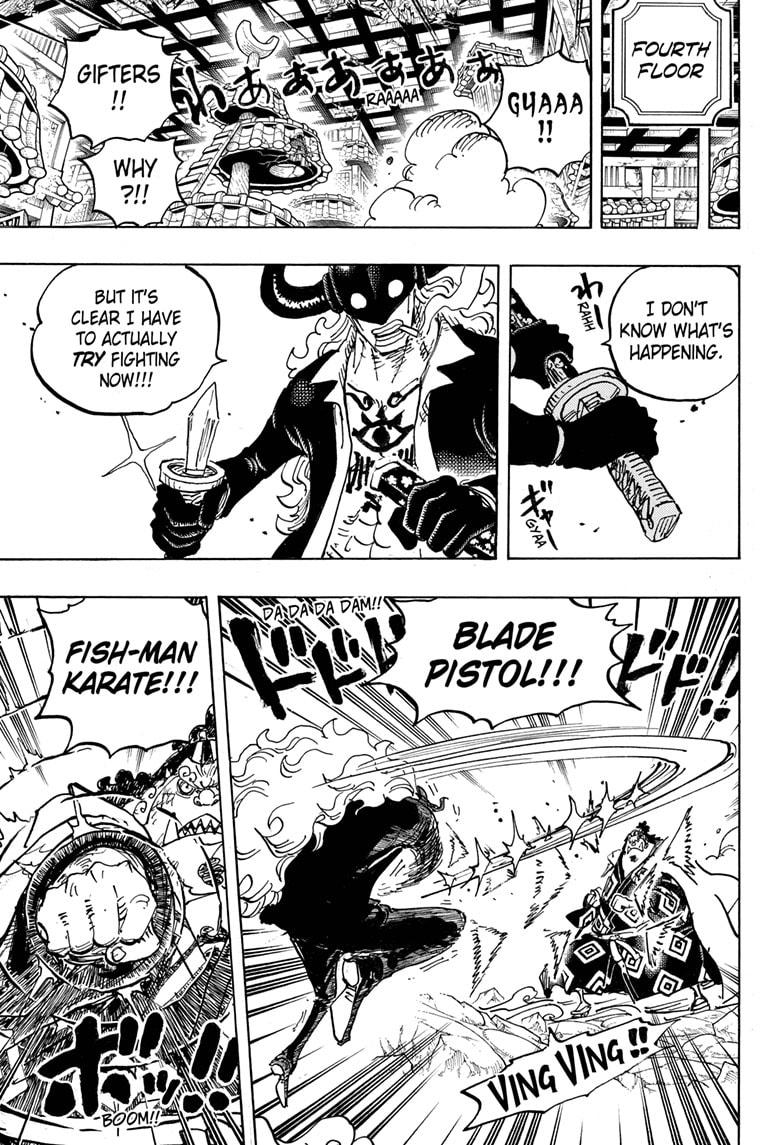 FOURTH
FLOOR
GYAAA
!!
わぁぁぁぁぁぁ
RAAAAA
GIFTERS
!!
WHY
?!!
I DON'T
KNOW WHAT'S
HAPPENING.
わー
RAHH
ギャー
GYAA
BUT IT'S
CLEAR I HAVE
TO ACTUALLY
TRY FIGHTING
NOW!!!
BLADE
PISTOL!!!
DA DA DA DAM!!
ドドドドド!!
VING VING!!
FISH-MAN
KARATE!!!
ボッ!!
BOOM!!